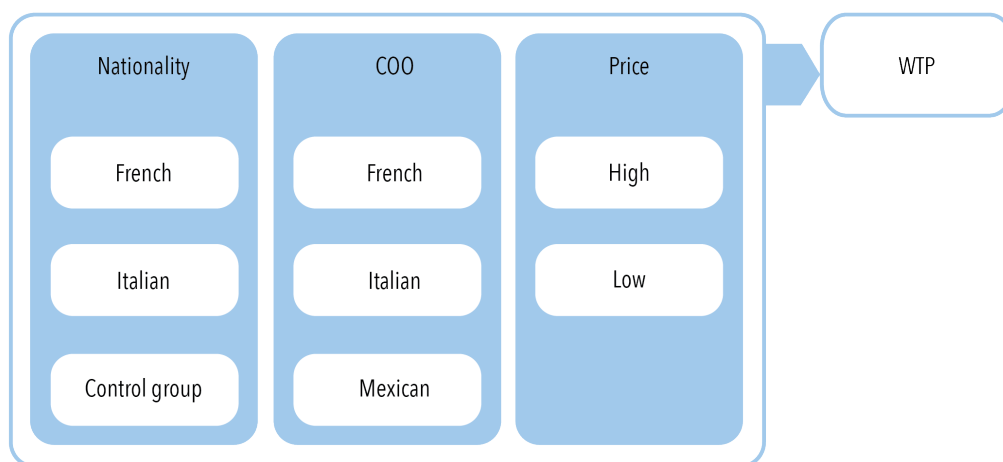 Nationality
COO
Price
WTP
French
French
High
Italian
Italian
Low
Control group
Mexican